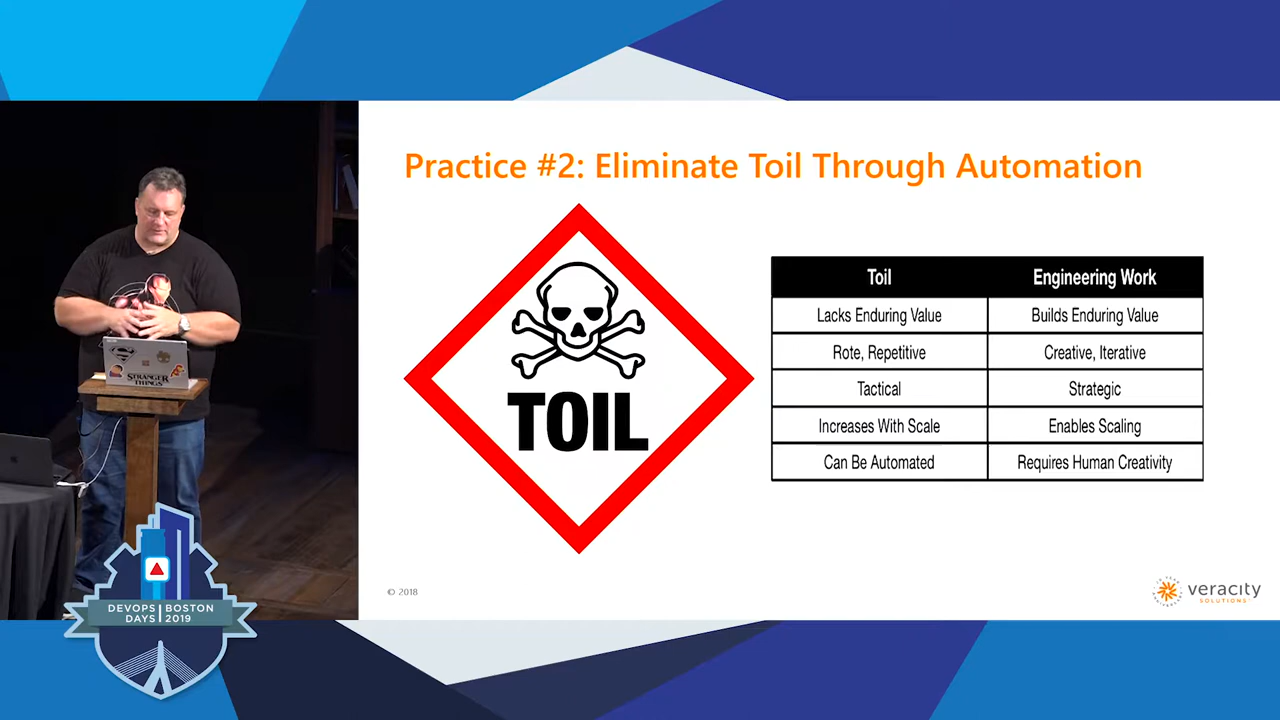 Practice #2: Eliminate Toil Through Automation
TOIL
Toil Engineering Work
Lacks Enduring Value Builds Enduring Value
Rote, Repetitive Creative, Iterative
Tactical Strategic
Increases With Scale Enables Scaling
Can Be Automated Requires Human Creativity
STRANGER
THINGS
© 2018
veracity
SOLUTIONS
DEVOPS BOSTON
DAYS 2019